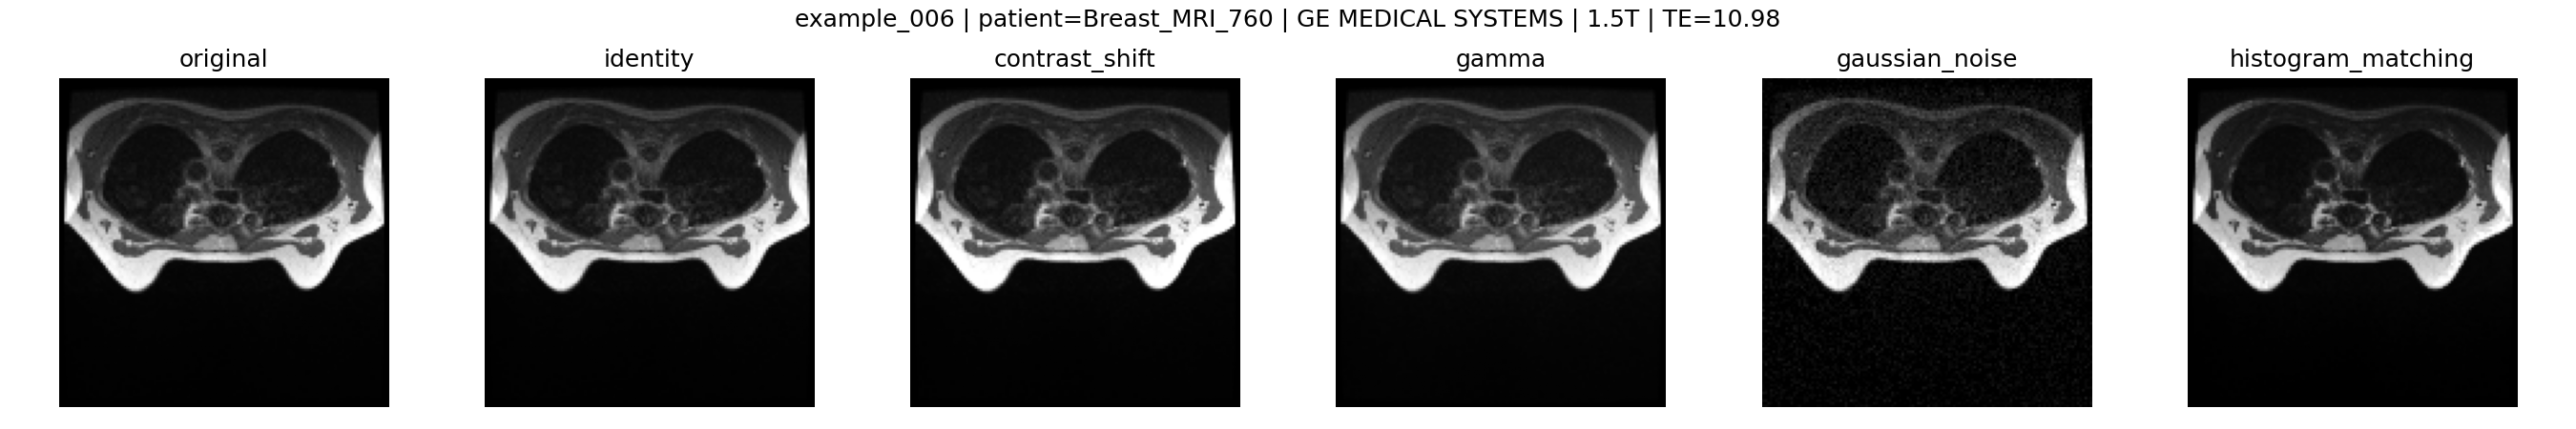 example_006 | patient=Breast_MRI_760 | GE MEDICAL SYSTEMS | 1.5T | TE=10.98
original identity contrast_shift gamma gaussian_noise histogram_matching